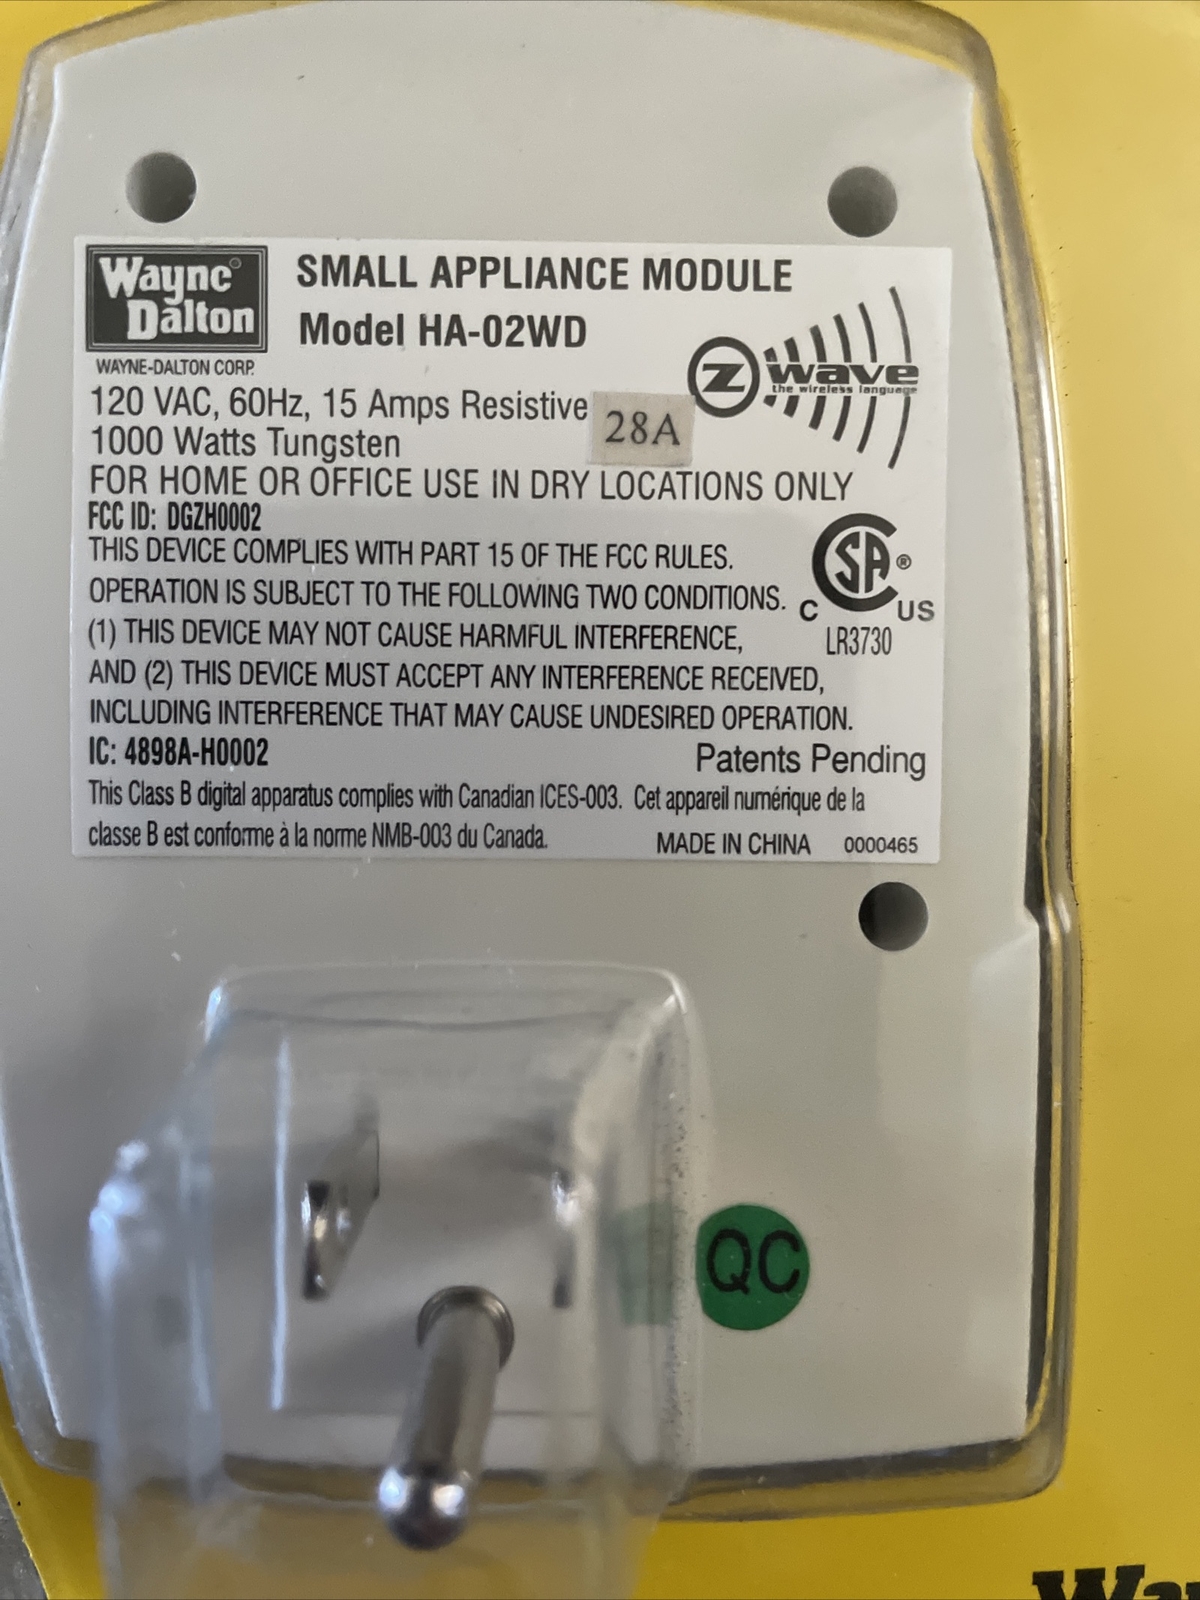 Wayne®
Dalton
WAYNE-DALTON CORP.
SMALL APPLIANCE MODULE
Model HA-02WD
Z wave
the wireless language
120 VAC, 60Hz, 15 Amps Resistive
28A
1000 Watts Tungsten
FOR HOME OR OFFICE USE IN DRY LOCATIONS ONLY
FCC ID: DGZH0002
THIS DEVICE COMPLIES WITH PART 15 OF THE FCC RULES.
OPERATION IS SUBJECT TO THE FOLLOWING TWO CONDITIONS.
(1) THIS DEVICE MAY NOT CAUSE HARMFUL INTERFERENCE,
AND (2) THIS DEVICE MUST ACCEPT ANY INTERFERENCE RECEIVED,
INCLUDING INTERFERENCE THAT MAY CAUSE UNDESIRED OPERATION.
C SA® US
LR3730
IC: 4898A-H0002
Patents Pending
This Class B digital apparatus complies with Canadian ICES-003. Cet appareil numérique de la
classe B est conforme à la norme NMB-003 du Canada.
MADE IN CHINA 0000465
QC